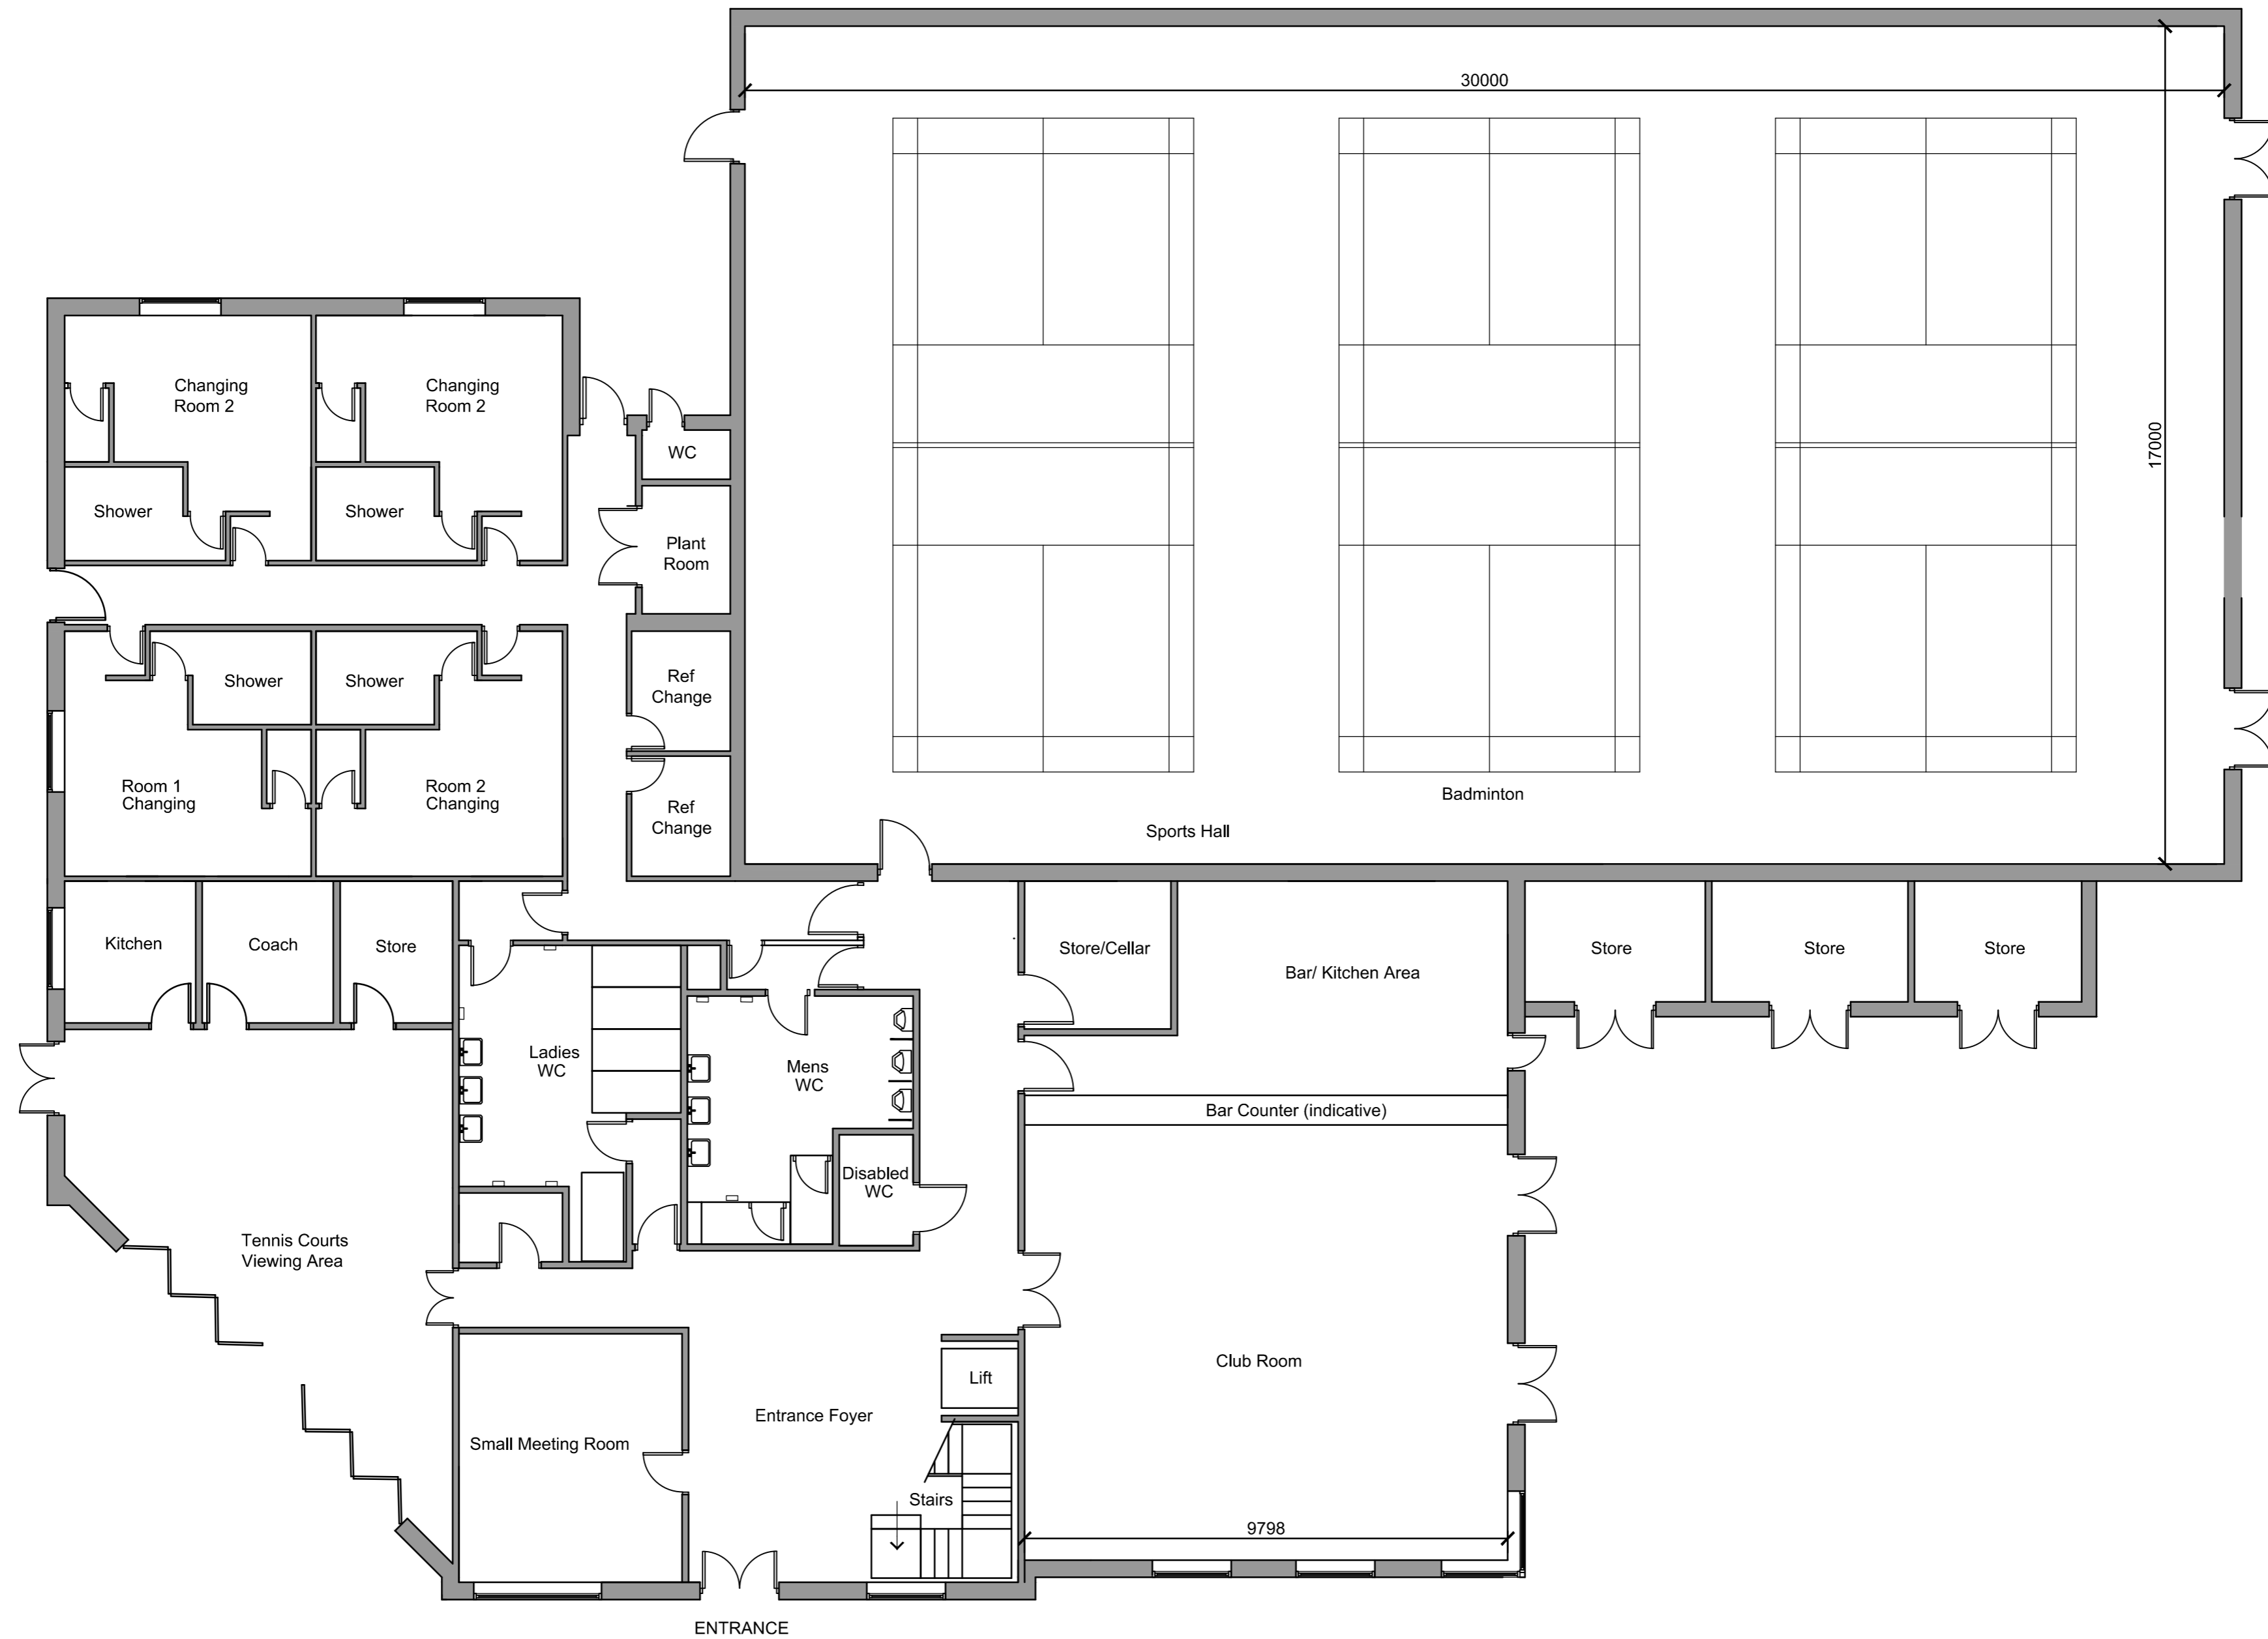 30000
17000
Changing
Room 2
Changing
Room 2
WC
Shower
Shower
Plant
Room
Shower
Shower
Ref
Change
Room 1
Changing
Room 2
Changing
Ref
Change
Badminton
Sports Hall
Kitchen
Coach
Store
Store/Cellar
Bar/ Kitchen Area
Store
Store
Store
Ladies
WC
Mens
WC
Bar Counter (indicative)
Disabled
WC
Tennis Courts
Viewing Area
Club Room
Lift
Entrance Foyer
Small Meeting Room
Stairs
9798
ENTRANCE